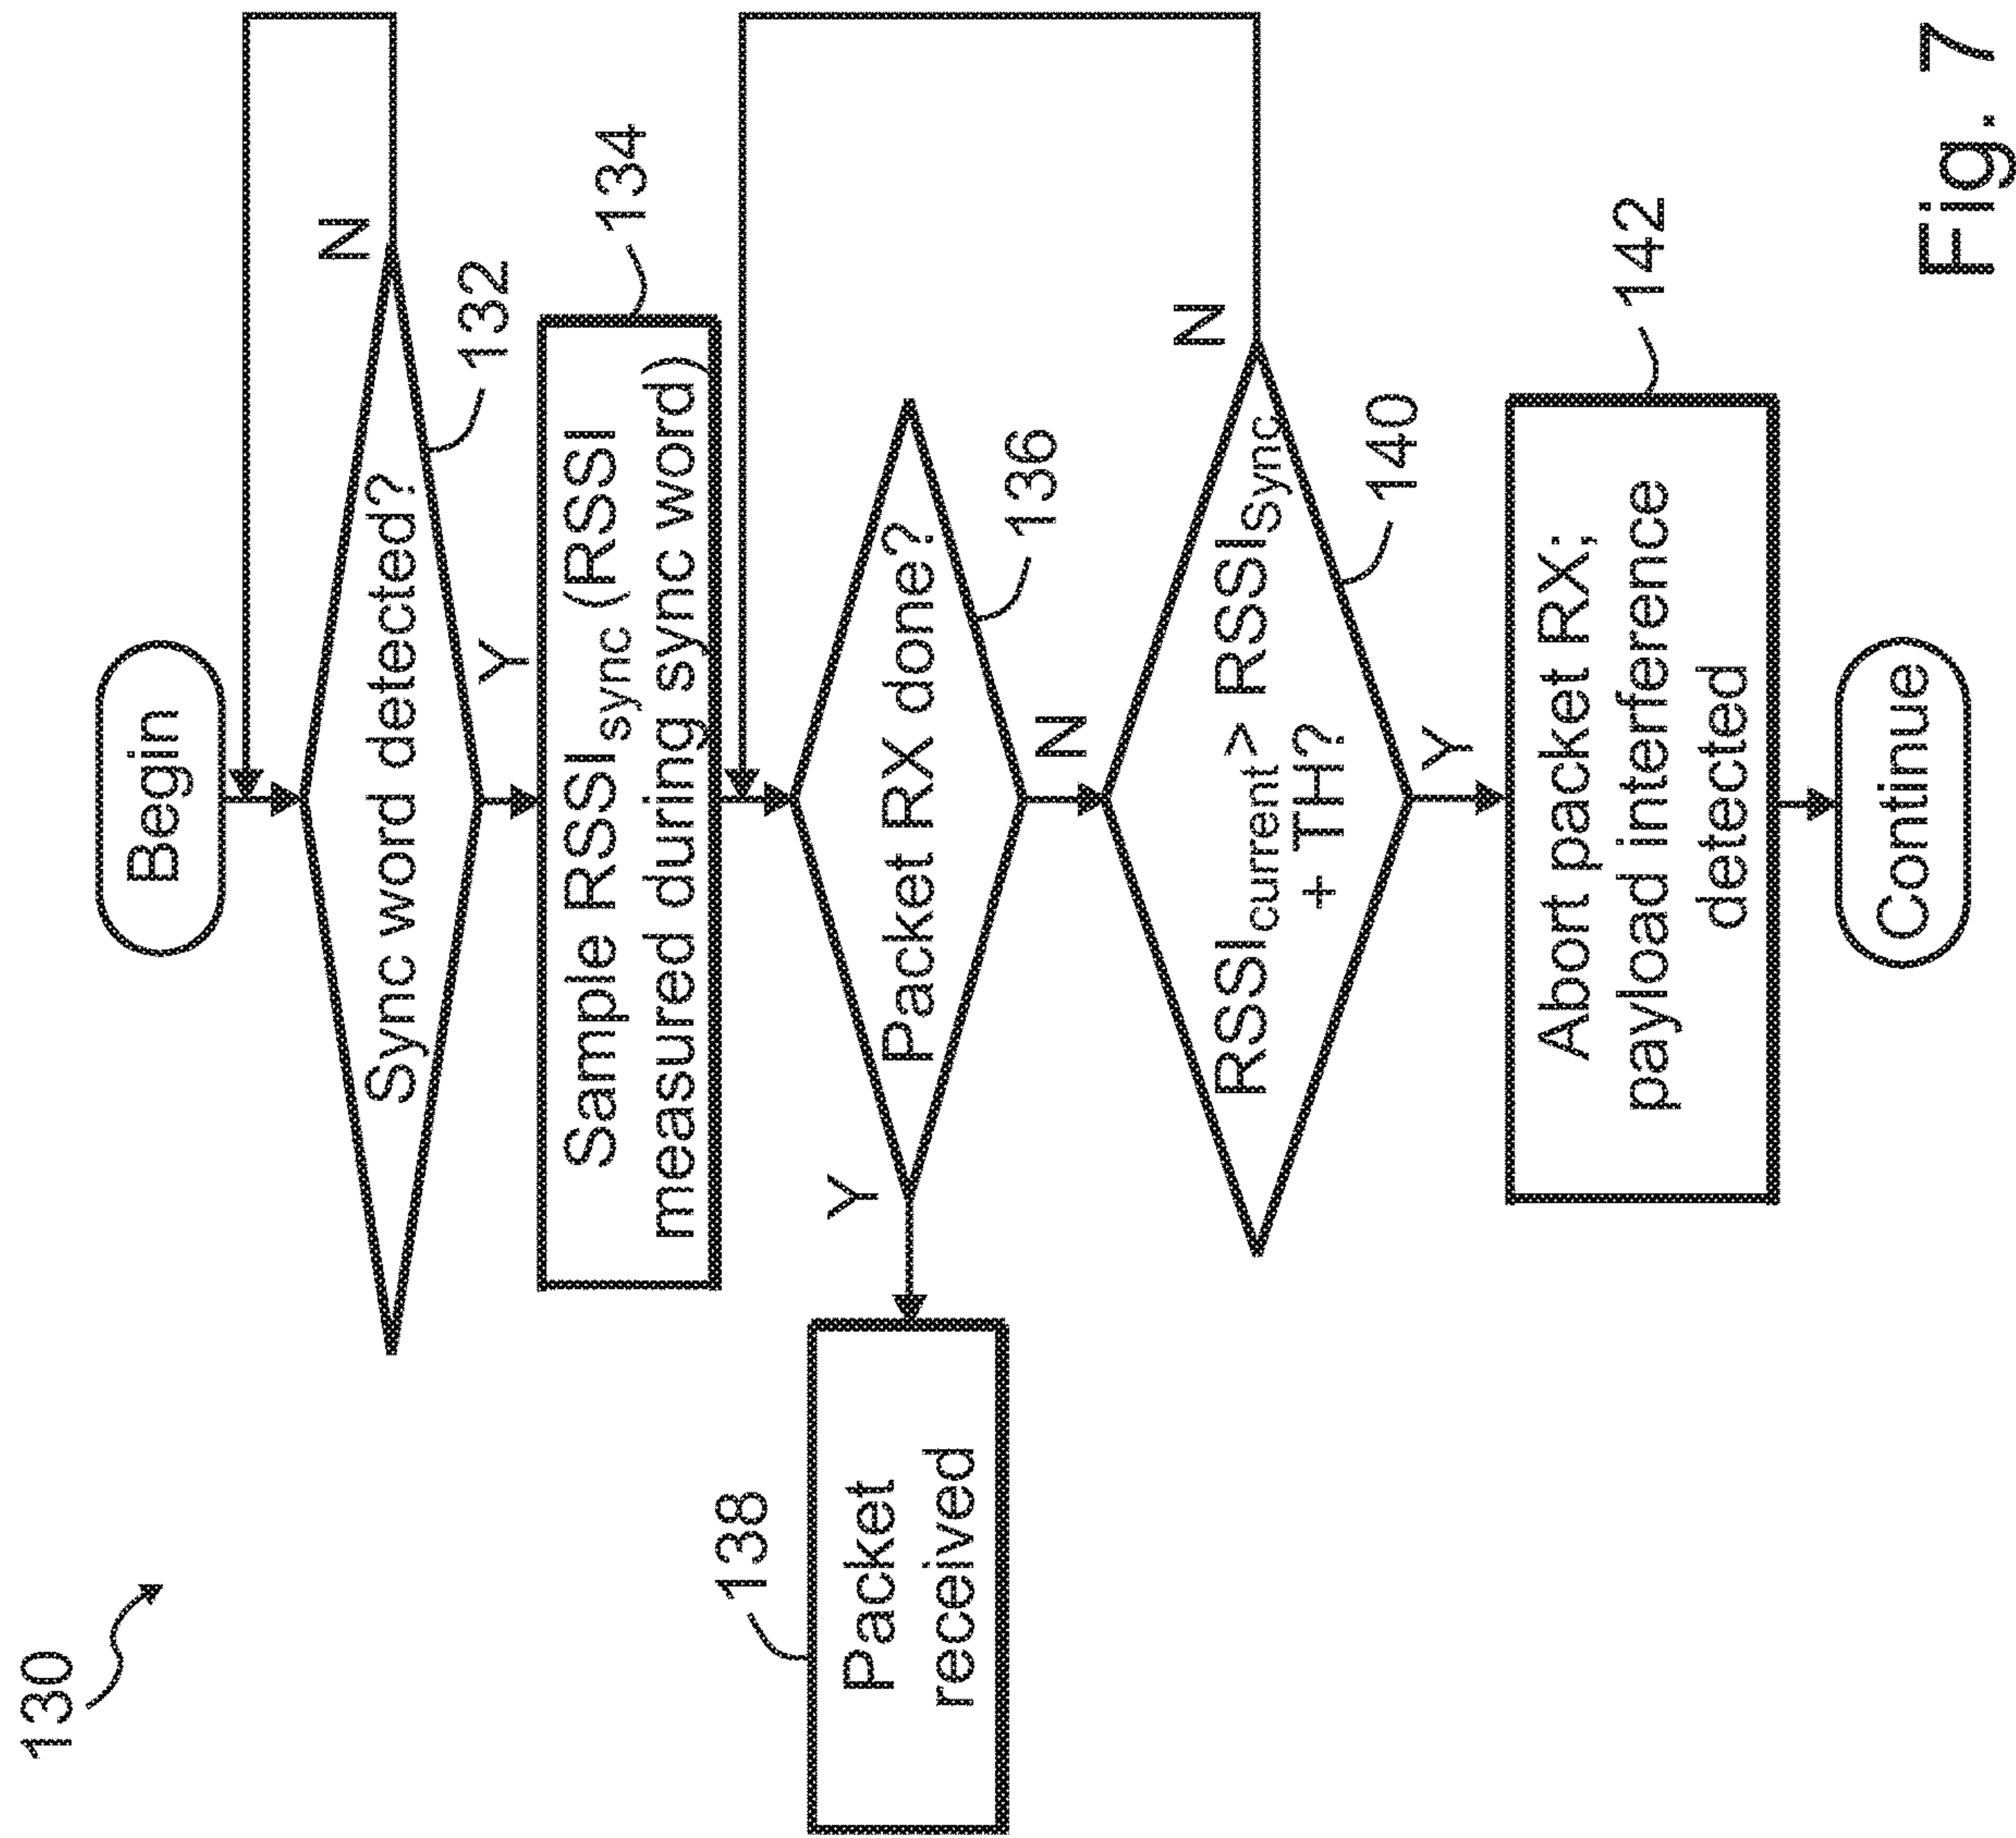 130
Begin
N
Sync word detected?
132
Y
134
Sample RSSIsync (RSSI
measured during sync word)
138
Y
Packet RX done?
136
Packet
received
N
N
RSSIcurrent > RSSISync
+ TH?
140
Y
142
Abort packet RX;
payload interference
detected
Continue
Fig. 7